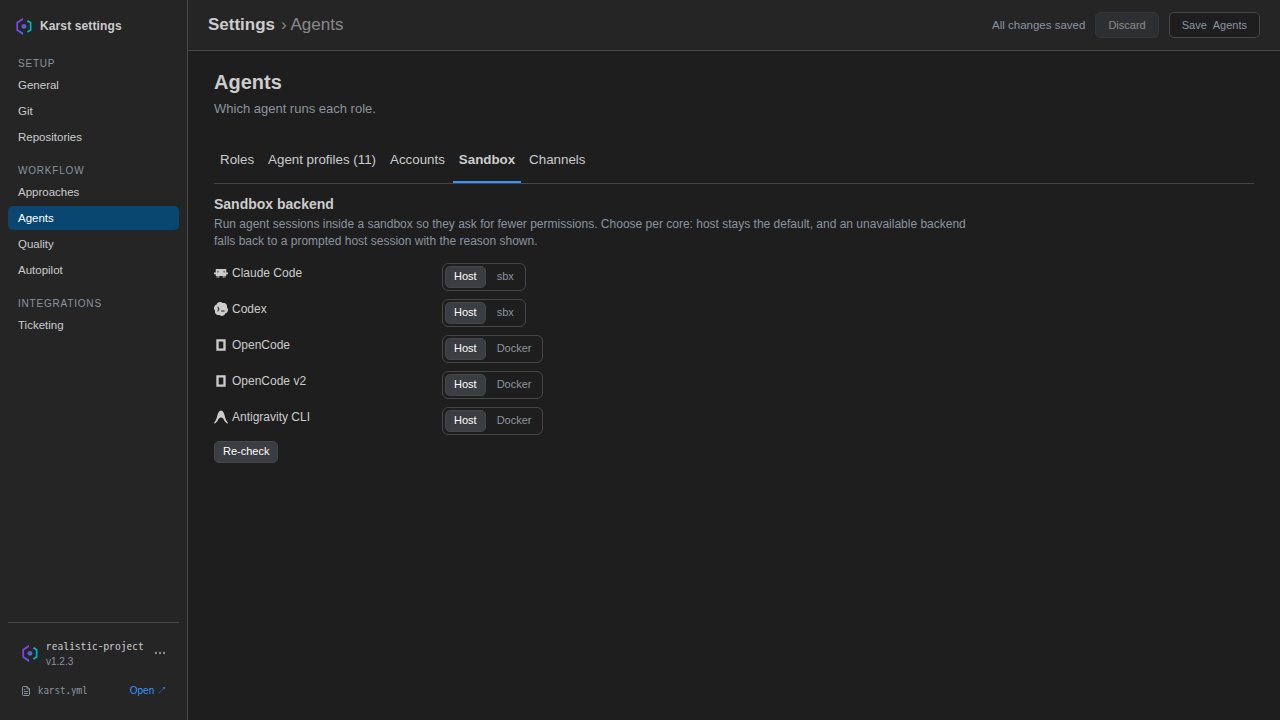 Karst settings
SETUP
General
Git
Repositories
WORKFLOW
Approaches
Agents
Quality
Autopilot
INTEGRATIONS
Ticketing
realistic-project
v1.2.3
karst.yml
Open ↗
Settings › Agents
All changes saved
Discard
Save Agents
Agents
Which agent runs each role.
Roles
Agent profiles (11)
Accounts
Sandbox
Channels
Sandbox backend
Run agent sessions inside a sandbox so they ask for fewer permissions. Choose per core: host stays the default, and an unavailable backend
falls back to a prompted host session with the reason shown.
Claude Code
Host
sbx
Codex
Host
sbx
OpenCode
Host
Docker
OpenCode v2
Host
Docker
Antigravity CLI
Host
Docker
Re-check